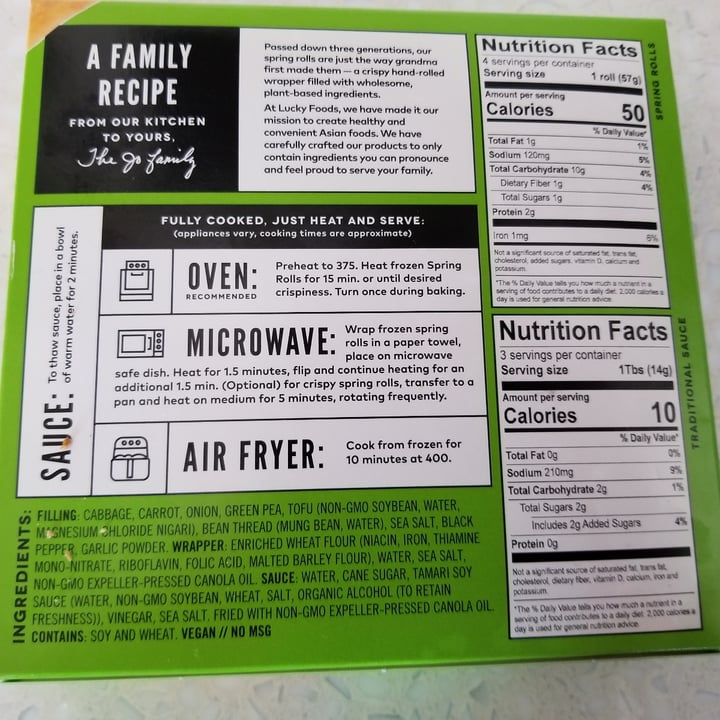 A FAMILY
RECIPE
FROM OUR KITCHEN
TO YOURS,
The Jo family
Passed down three generations, our
spring rolls are just the way grandma
first made them — a crispy hand-rolled
wrapper filled with wholesome,
plant-based ingredients.
At Lucky Foods, we have made it our
mission to create healthy and
convenient Asian foods. We have
carefully crafted our products to only
contain ingredients you can pronounce
and feel proud to serve your family.
SAUCE: To thaw sauce, place in a bowl
of warm water for 2 minutes.
FULLY COOKED, JUST HEAT AND SERVE:
(appliances vary, cooking times are approximate)
OVEN:
RECOMMENDED
Preheat to 375. Heat frozen Spring
Rolls for 15 min. or until desired
crispiness. Turn once during baking.
MICROWAVE:
Wrap frozen spring
rolls in a paper towel,
place on microwave
safe dish. Heat for 1.5 minutes, flip and continue heating for an
additional 1.5 min. (Optional) for crispy spring rolls, transfer to a
pan and heat on medium for 5 minutes, rotating frequently.
AIR FRYER:
Cook from frozen for
10 minutes at 400.
INGREDIENTS:
FILLING: CABBAGE, CARROT, ONION, GREEN PEA, TOFU (NON-GMO SOYBEAN, WATER,
MAGNESIUM CHLORIDE NIGARI), BEAN THREAD (MUNG BEAN, WATER), SEA SALT, BLACK
PEPPER, GARLIC POWDER. WRAPPER: ENRICHED WHEAT FLOUR (NIACIN, IRON, THIAMINE
MONO-NITRATE, RIBOFLAVIN, FOLIC ACID, MALTED BARLEY FLOUR), WATER, SEA SALT,
NON-GMO EXPELLER-PRESSED CANOLA OIL. SAUCE: WATER, CANE SUGAR, TAMARI SOY
SAUCE (WATER, NON-GMO SOYBEAN, WHEAT, SALT, ORGANIC ALCOHOL (TO RETAIN
FRESHNESS)), VINEGAR, SEA SALT. FRIED WITH NON-GMO EXPELLER-PRESSED CANOLA OIL.
CONTAINS: SOY AND WHEAT. VEGAN // NO MSG
SPRING ROLLS
Nutrition Facts
4 servings per container
Serving size 1 roll (57g)
Amount per serving
Calories 50
% Daily Value*
Total Fat 1g 1%
Sodium 120mg 5%
Total Carbohydrate 10g 4%
Dietary Fiber 1g 4%
Total Sugars 1g
Protein 2g
Iron 1mg 6%
Not a significant source of saturated fat, trans fat,
cholesterol, added sugars, vitamin D, calcium and
potassium.
*The % Daily Value tells you how much a nutrient in a
serving of food contributes to a daily diet. 2,000 calories a
day is used for general nutrition advice.
TRADITIONAL SAUCE
Nutrition Facts
3 servings per container
Serving size 1Tbs (14g)
Amount per serving
Calories 10
% Daily Value*
Total Fat 0g 0%
Sodium 210mg 9%
Total Carbohydrate 2g 1%
Total Sugars 2g
Includes 2g Added Sugars 4%
Protein 0g
Not a significant source of saturated fat, trans fat,
cholesterol, dietary fiber, vitamin D, calcium, iron and
potassium.
*The % Daily Value tells you how much a nutrient in a
serving of food contributes to a daily diet. 2,000 calories a
day is used for general nutrition advice.